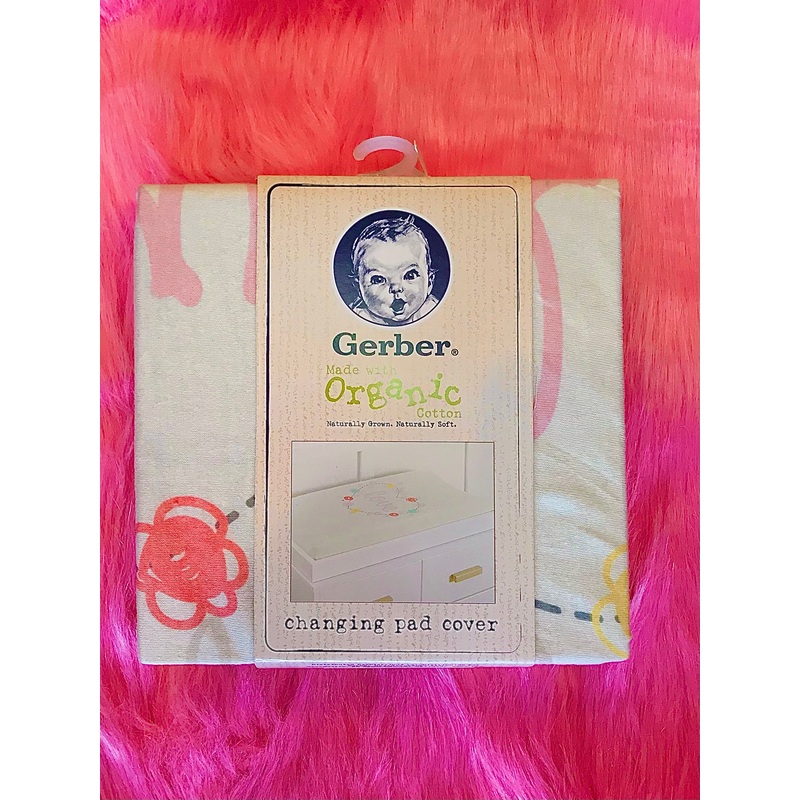 Gerber®
Made with
Organic
Cotton
Naturally Grown. Naturally Soft.
changing pad cover